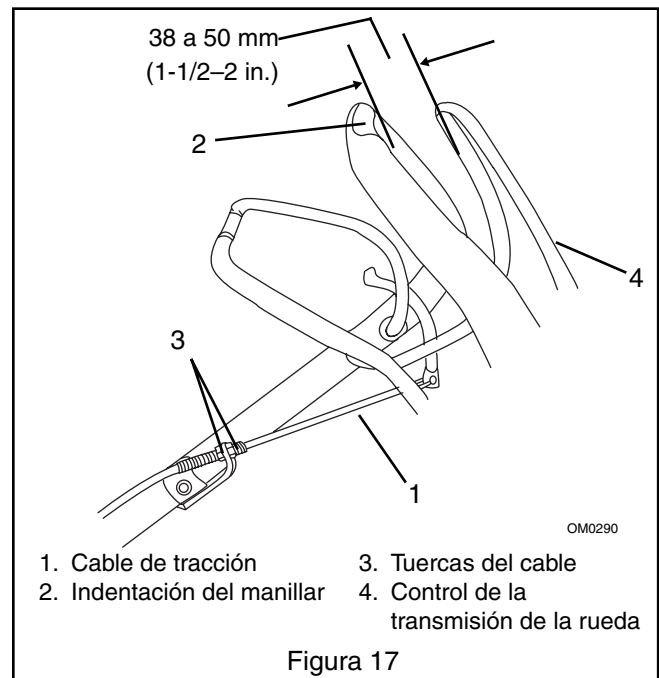 38 a 50 mm
(1-1/2–2 in.)
2
4
3
1
OM0290
1. Cable de tracción
2. Indentación del manillar
3. Tuercas del cable
4. Control de la
transmisión de la rueda
Figura 17